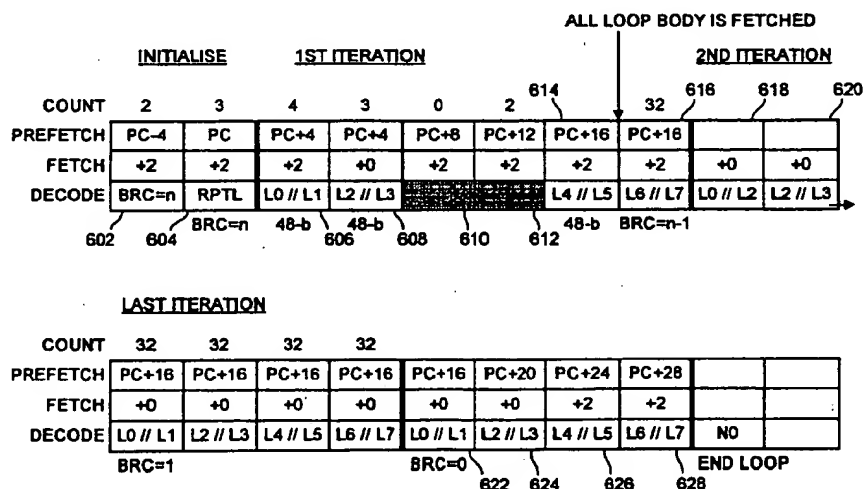 ALL LOOP BODY IS FETCHED
INITIALISE 1ST ITERATION 2ND ITERATION
COUNT 2 3 4 3 0 2 614 32 616 618 620
PREFETCH PC-4 PC PC+4 PC+4 PC+8 PC+12 PC+16 PC+16
FETCH +2 +2 +2 +0 +2 +2 +2 +2 +0 +0
DECODE BRC=n RPTL L0 // L1 L2 // L3 L4 // L5 L6 // L7 L0 // L2 L2 // L3
602 604 BRC=n 48-b 606 48-b 608 610 612 48-b BRC=n-1
LAST ITERATION
COUNT 32 32 32 32
PREFETCH PC+16 PC+16 PC+16 PC+16 PC+16 PC+20 PC+24 PC+28
FETCH +0 +0 +0 +0 +0 +0 +2 +2
DECODE L0 // L1 L2 // L3 L4 // L5 L6 // L7 L0 // L1 L2 // L3 L4 // L5 L6 // L7 N0
BRC=1 BRC=0 622 624 626 628 END LOOP